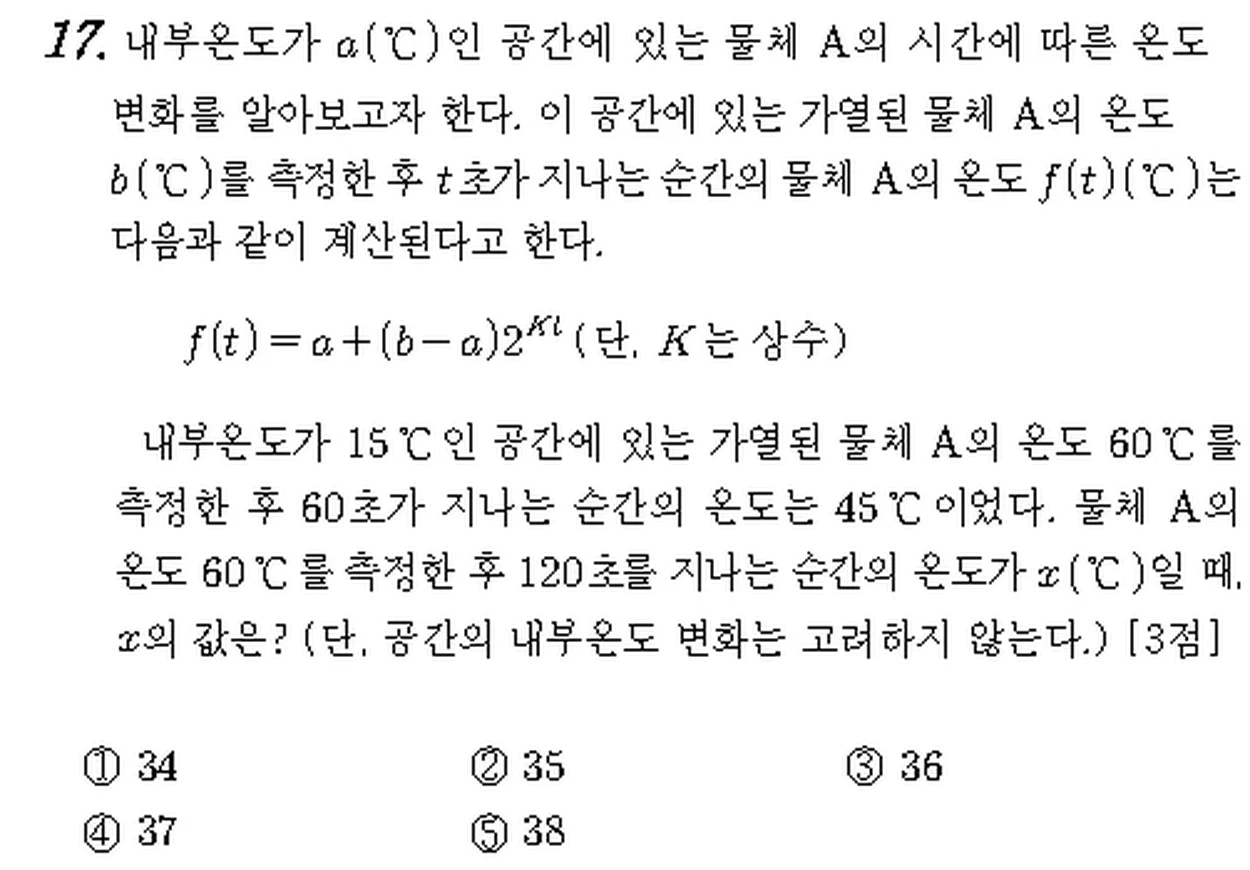 17. 내부온도가 a(℃)인 공간에 있는 물체 A의 시간에 따른 온도
변화를 알아보고자 한다. 이 공간에 있는 가열된 물체 A의 온도
b(℃)를 측정한 후 t초가 지나는 순간의 물체 A의 온도 f(t)(℃)는
다음과 같이 계산된다고 한다.
f(t)=a+(b-a)2^{Kt} (단, K는 상수)
내부온도가 15℃인 공간에 있는 가열된 물체 A의 온도 60℃를
측정한 후 60초가 지나는 순간의 온도는 45℃이었다. 물체 A의
온도 60℃를 측정한 후 120초를 지나는 순간의 온도가 x(℃)일 때,
x의 값은? (단, 공간의 내부온도 변화는 고려하지 않는다.) [3점]
① 34 ② 35 ③ 36
④ 37 ⑤ 38